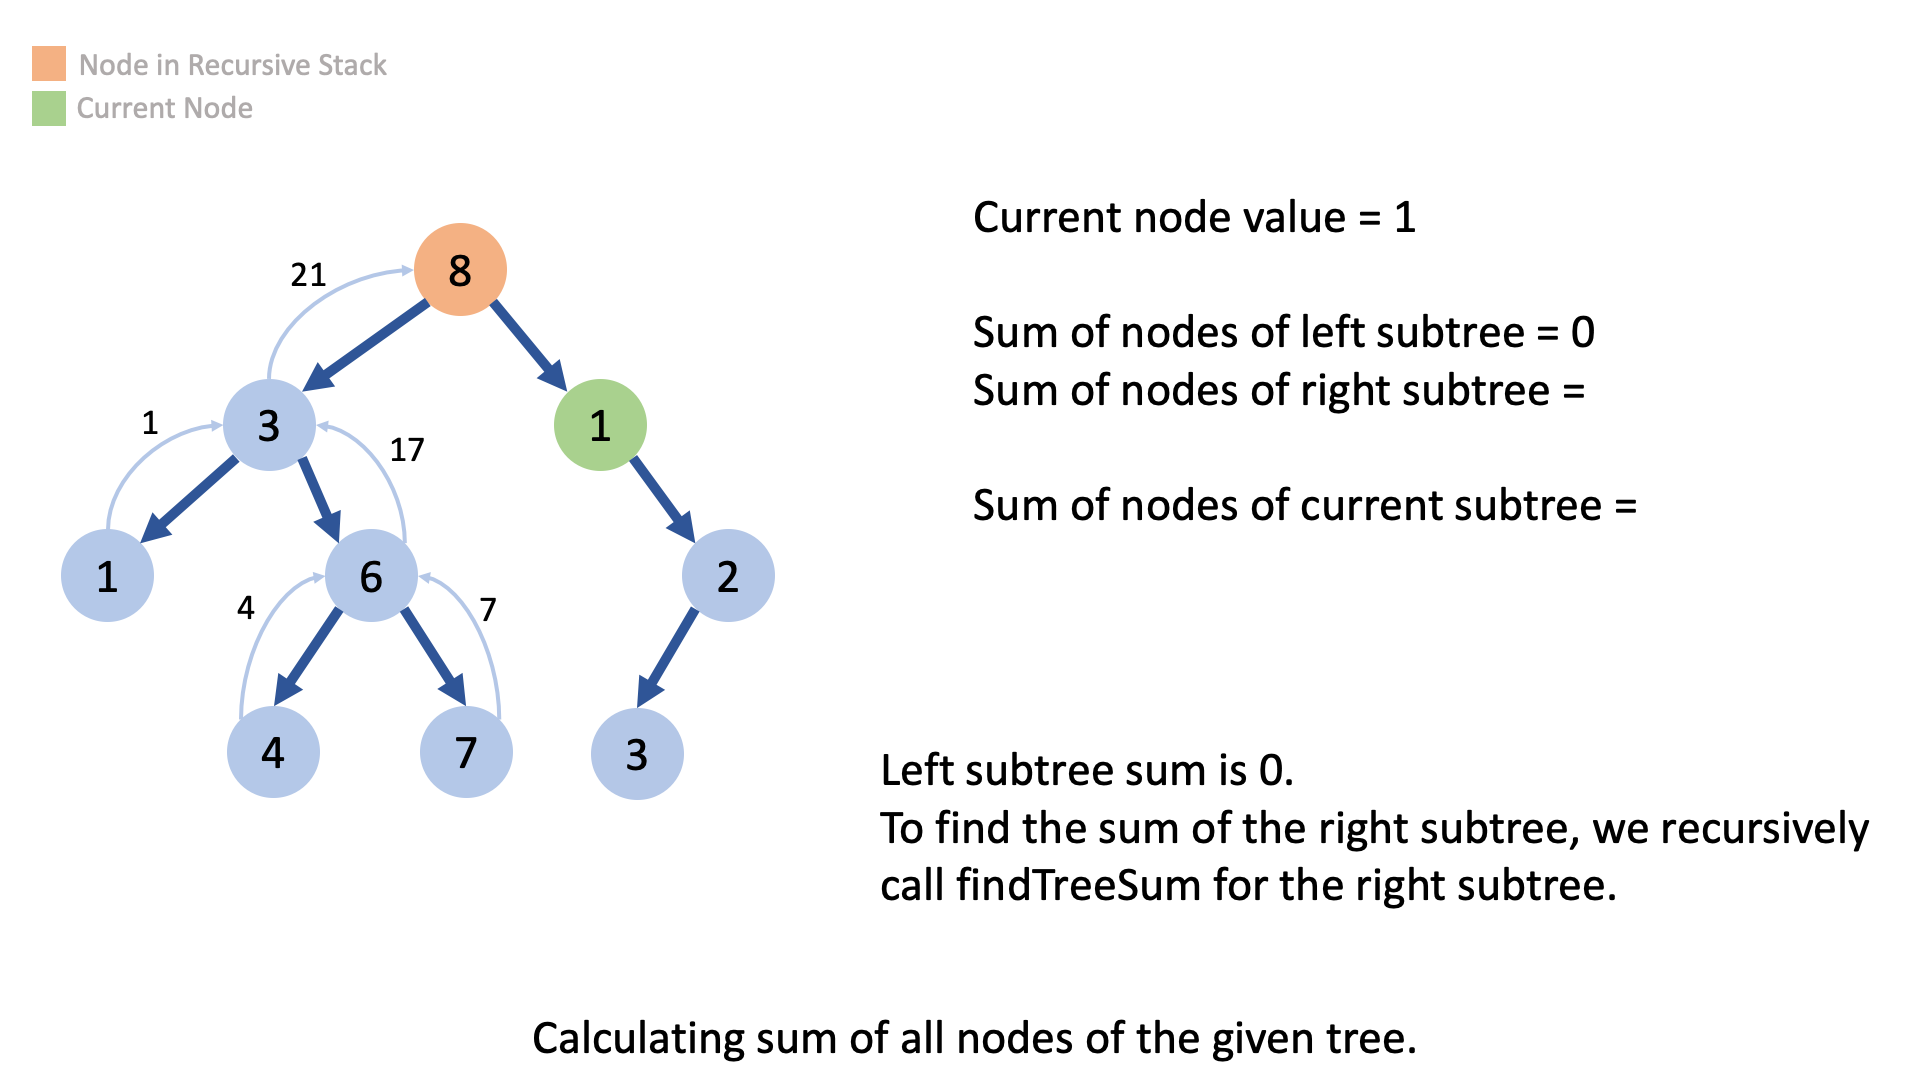 Node in Recursive Stack
Current Node
Current node value = 1
8
21
Sum of nodes of left subtree = 0
Sum of nodes of right subtree =
1
3
17
1
Sum of nodes of current subtree =
1
6
2
4
7
4
7
3
Left subtree sum is 0.
To find the sum of the right subtree, we recursively
call findTreeSum for the right subtree.
Calculating sum of all nodes of the given tree.